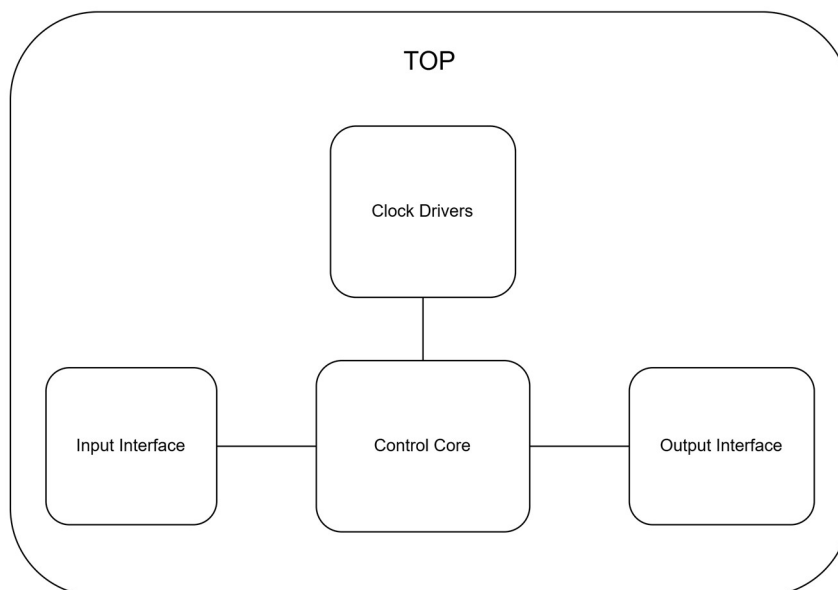 TOP
Clock Drivers
Input Interface
Control Core
Output Interface